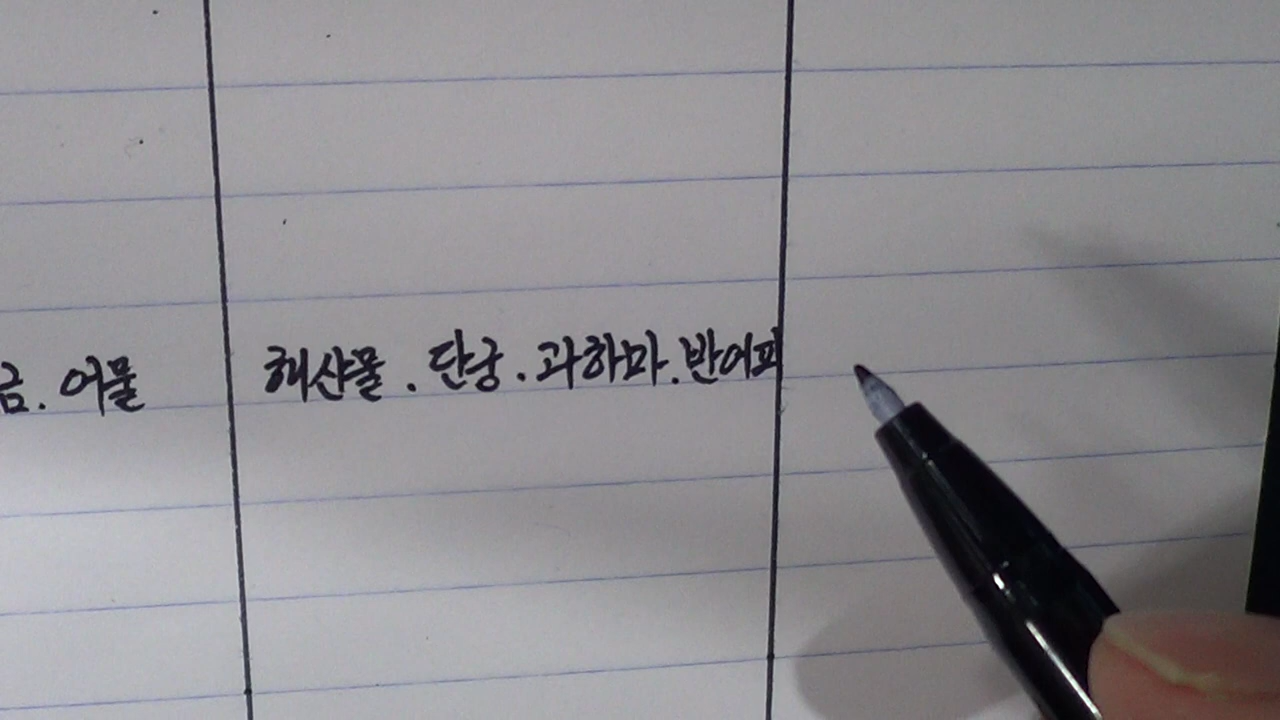 금. 어물 해산물 . 단궁 . 과하마 . 반어피